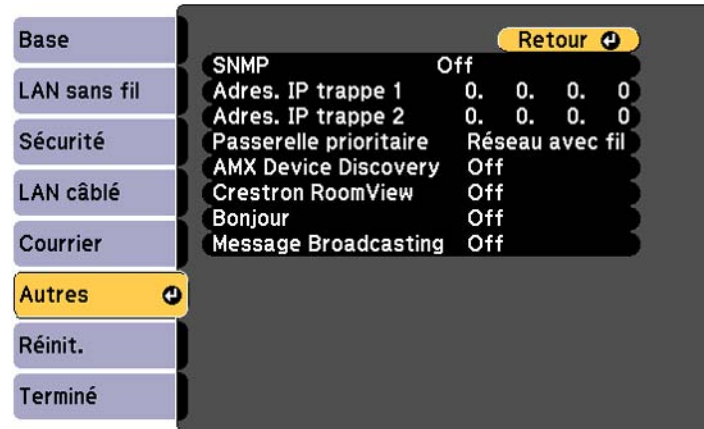 Base
LAN sans fil
Sécurité
LAN câblé
Courrier
Autres
Réinit.
Terminé
Retour
SNMP Off
Adres. IP trappe 1 0. 0. 0. 0
Adres. IP trappe 2 0. 0. 0. 0
Passerelle prioritaire Réseau avec fil
AMX Device Discovery Off
Crestron RoomView Off
Bonjour Off
Message Broadcasting Off